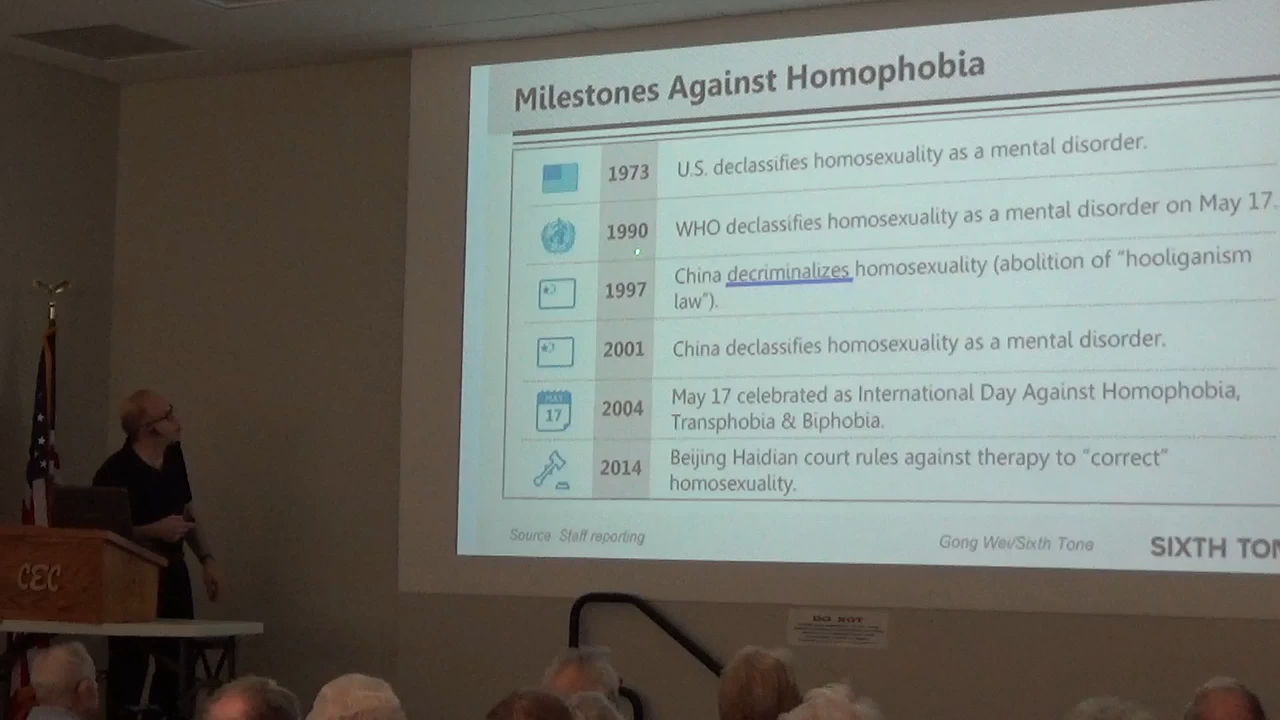 Milestones Against Homophobia
1973 U.S. declassifies homosexuality as a mental disorder.
1990 WHO declassifies homosexuality as a mental disorder on May 17.
1997 China decriminalizes homosexuality (abolition of "hooliganism
law").
2001 China declassifies homosexuality as a mental disorder.
MAY
17
2004 May 17 celebrated as International Day Against Homophobia,
Transphobia & Biphobia.
2014 Beijing Haidian court rules against therapy to "correct"
homosexuality.
Source Staff reporting
Gong Wei/Sixth Tone
SIXTH TON
CEC
DO NOT